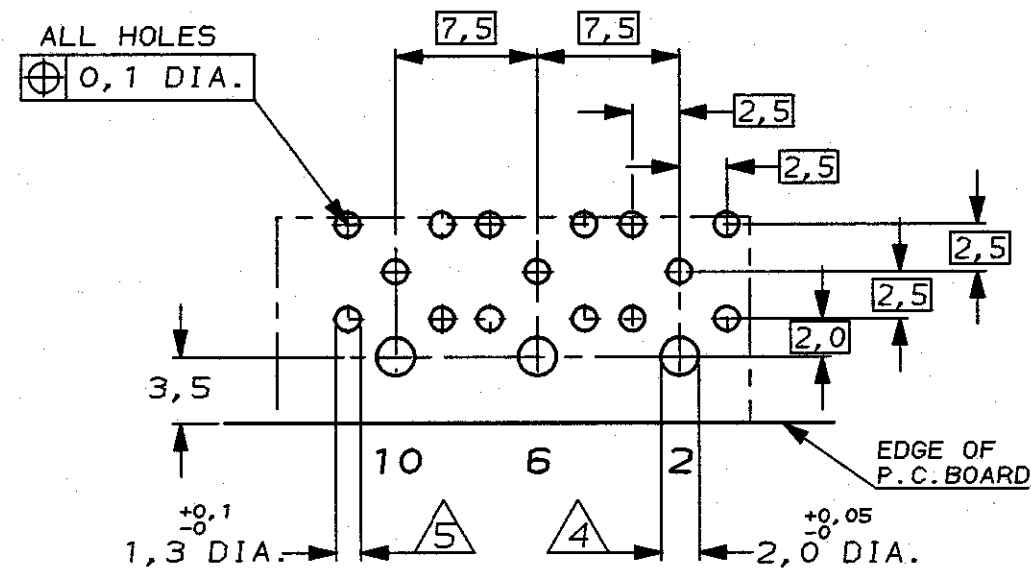 ALL HOLES
⌖ 0,1 DIA.
7,5 7,5
2,5
2,5
2,5
2,5
2,0
3,5
10 6 2
EDGE OF
P.C.BOARD
+0,1
-0
1,3 DIA.
5
4
+0,05
-0
2,0 DIA.